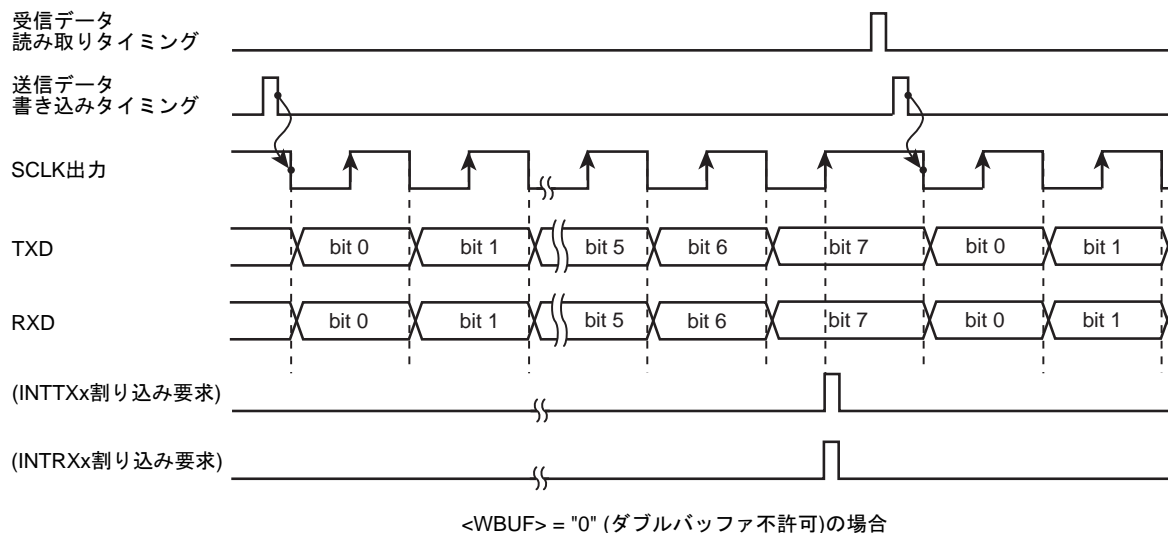 受信データ
読み取りタイミング
送信データ
書き込みタイミング
SCLK出力
TXD
bit 0
bit 1
bit 5
bit 6
bit 7
bit 0
bit 1
RXD
bit 0
bit 1
bit 5
bit 6
bit 7
bit 0
bit 1
(INTTXx割り込み要求)
(INTRXx割り込み要求)
<WBUF> = "0" (ダブルバッファ不許可)の場合